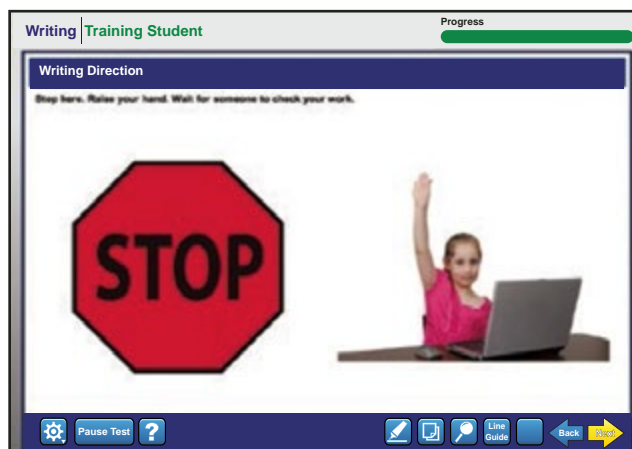 Writing Training Student
Progress
Writing Direction
Stop here. Raise your hand. Wait for someone to check your work.
STOP
Pause Test ? Line Guide Back Next